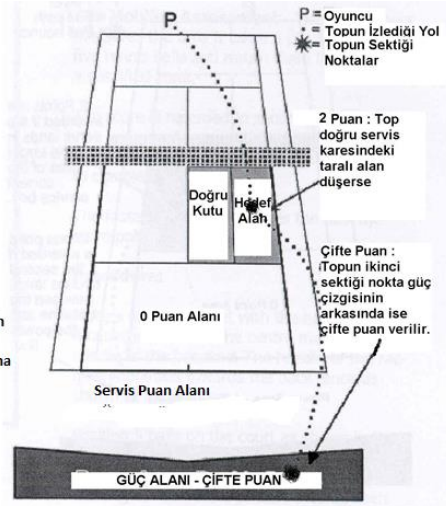 P
P = Oyuncu
= Topun İzlediği Yol
= Topun Sektiği
Noktalar
2 Puan : Top
doğru servis
karesindeki
taralı alan
düşerse
Doğru
Kutu
Hedef
Alan
Çifte Puan :
Topun ikinci
sektiği nokta güç
çizgisinin
arkasında ise
çifte puan verilir.
0 Puan Alanı
Servis Puan Alanı
GÜÇ ALANI - ÇİFTE PUAN